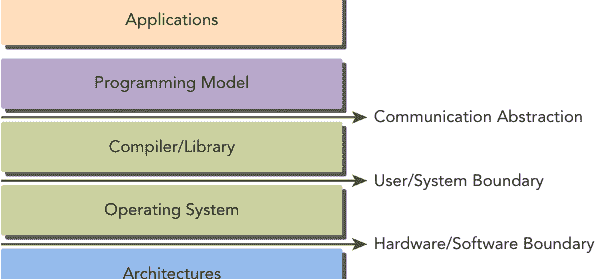 Applications
Programming Model
Communication Abstraction
Compiler/Library
User/System Boundary
Operating System
Hardware/Software Boundary
Architectures